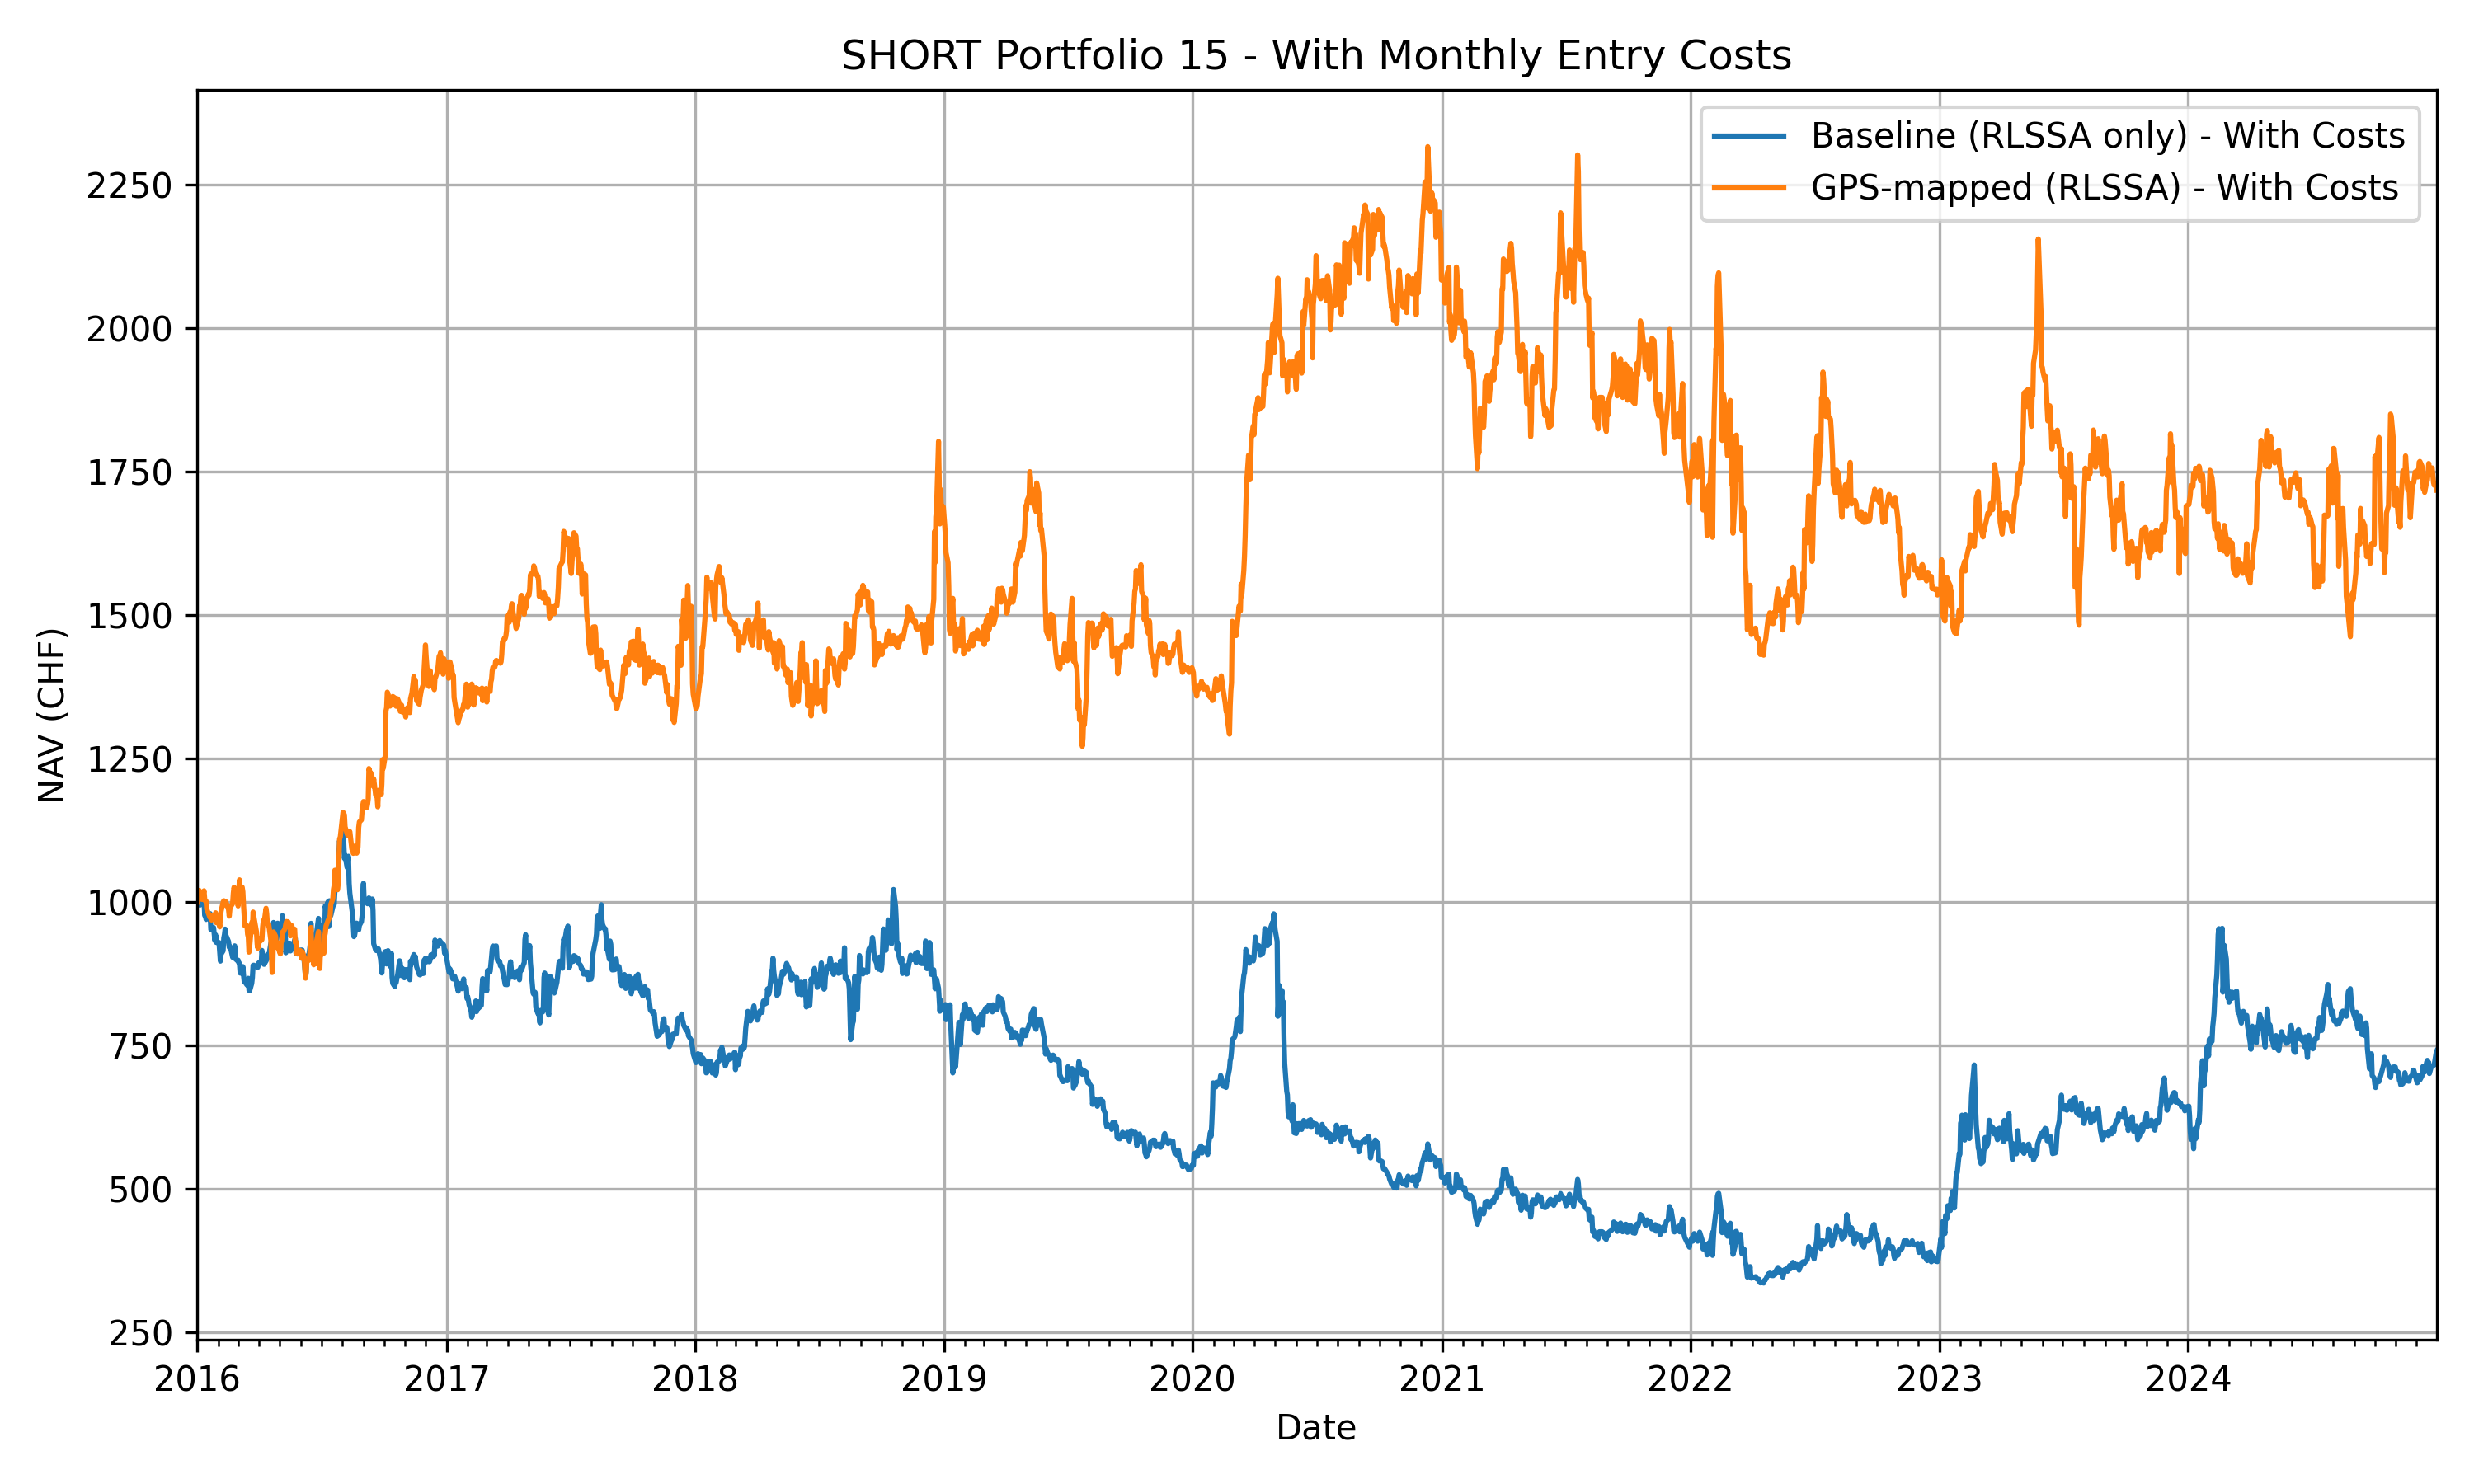 SHORT Portfolio 15 - With Monthly Entry Costs
Baseline (RLSSA only) - With Costs
GPS-mapped (RLSSA) - With Costs
NAV (CHF)
2250
2000
1750
1500
1250
1000
750
500
250
2016 2017 2018 2019 2020 2021 2022 2023 2024
Date